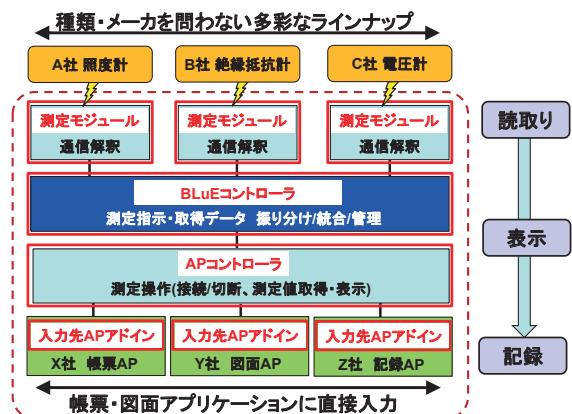 種類・メーカを問わない多彩なラインナップ
A社 照度計
B社 絶縁抵抗計
C社 電圧計
測定モジュール
通信解釈
測定モジュール
通信解釈
測定モジュール
通信解釈
読取り
BLuEコントローラ
測定指示・取得データ 振り分け/統合/管理
表示
APコントローラ
測定操作(接続/切断、測定値取得・表示)
入力先APアドイン
X社 帳票AP
入力先APアドイン
Y社 図面AP
入力先APアドイン
Z社 記録AP
記録
帳票・図面アプリケーションに直接入力